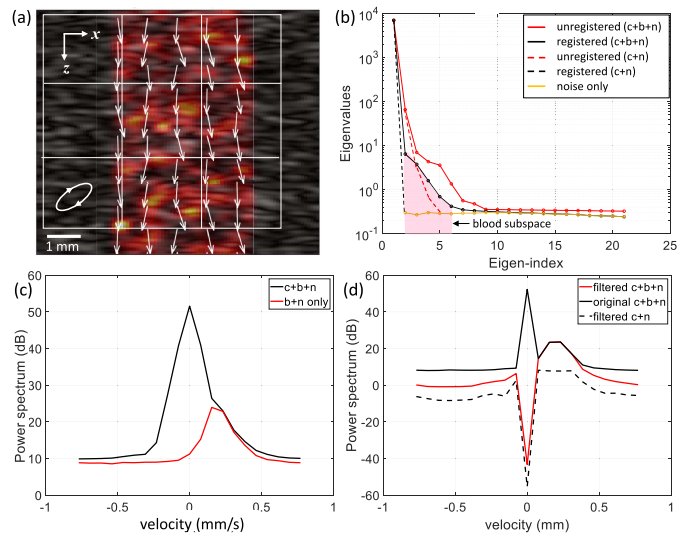 (a)
x
z
1 mm
(b)
Eigenvalues
10^5
10^4
10^3
10^2
10^1
10^0
10^-1
unregistered (c+b+n)
registered (c+b+n)
unregistered (c+n)
registered (c+n)
noise only
blood subspace
0 5 10 15 20 25
Eigen-index
(c)
Power spectrum (dB)
60
50
40
30
20
10
0
c+b+n
b+n only
-1 -0.5 0 0.5 1
velocity (mm/s)
(d)
Power spectrum (dB)
60
40
20
0
-20
-40
-60
filtered c+b+n
original c+b+n
filtered c+n
-1 -0.5 0 0.5 1
velocity (mm)